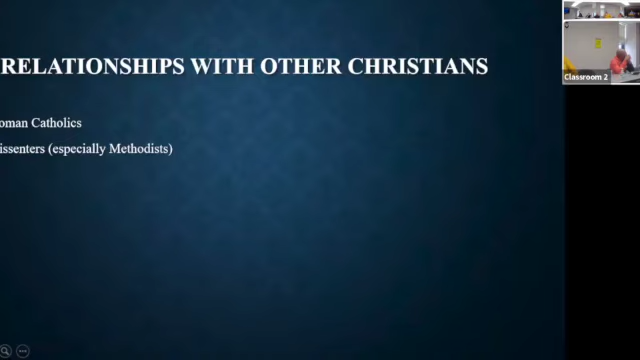 RELATIONSHIPS WITH OTHER CHRISTIANS
oman Catholics
issenters (especially Methodists)
Classroom 2